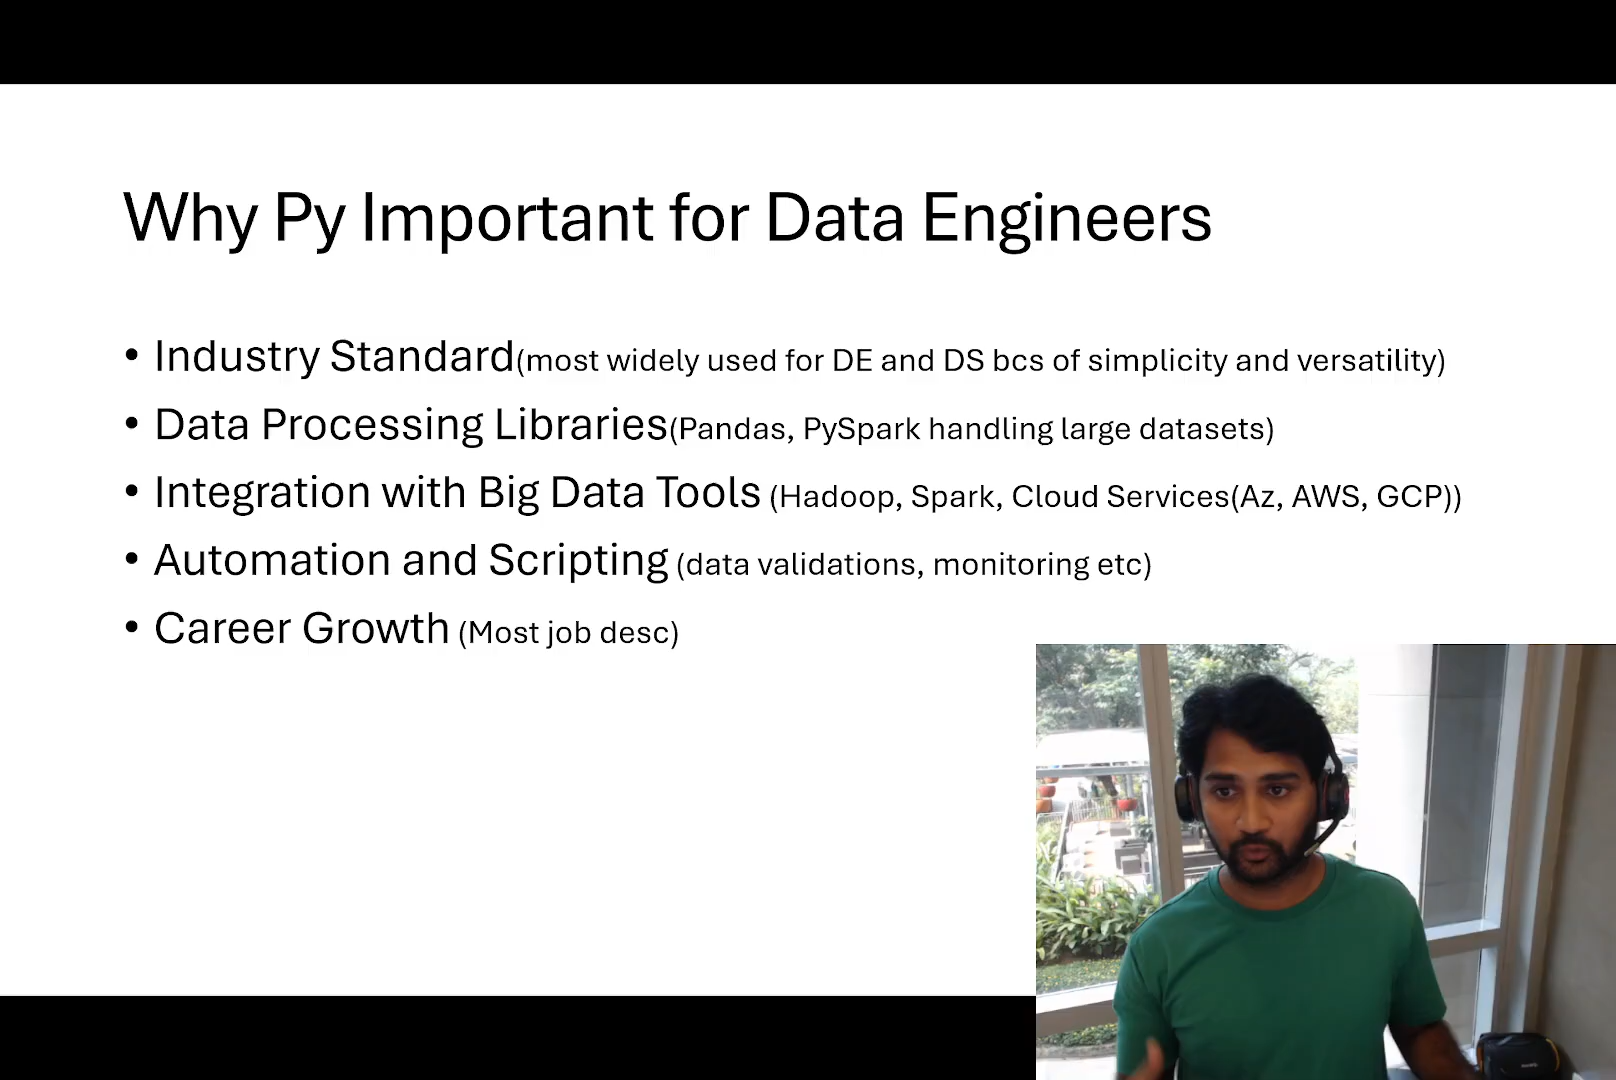 Why Py Important for Data Engineers
• Industry Standard(most widely used for DE and DS bcs of simplicity and versatility)
• Data Processing Libraries(Pandas, PySpark handling large datasets)
• Integration with Big Data Tools (Hadoop, Spark, Cloud Services(Az, AWS, GCP))
• Automation and Scripting (data validations, monitoring etc)
• Career Growth (Most job desc)